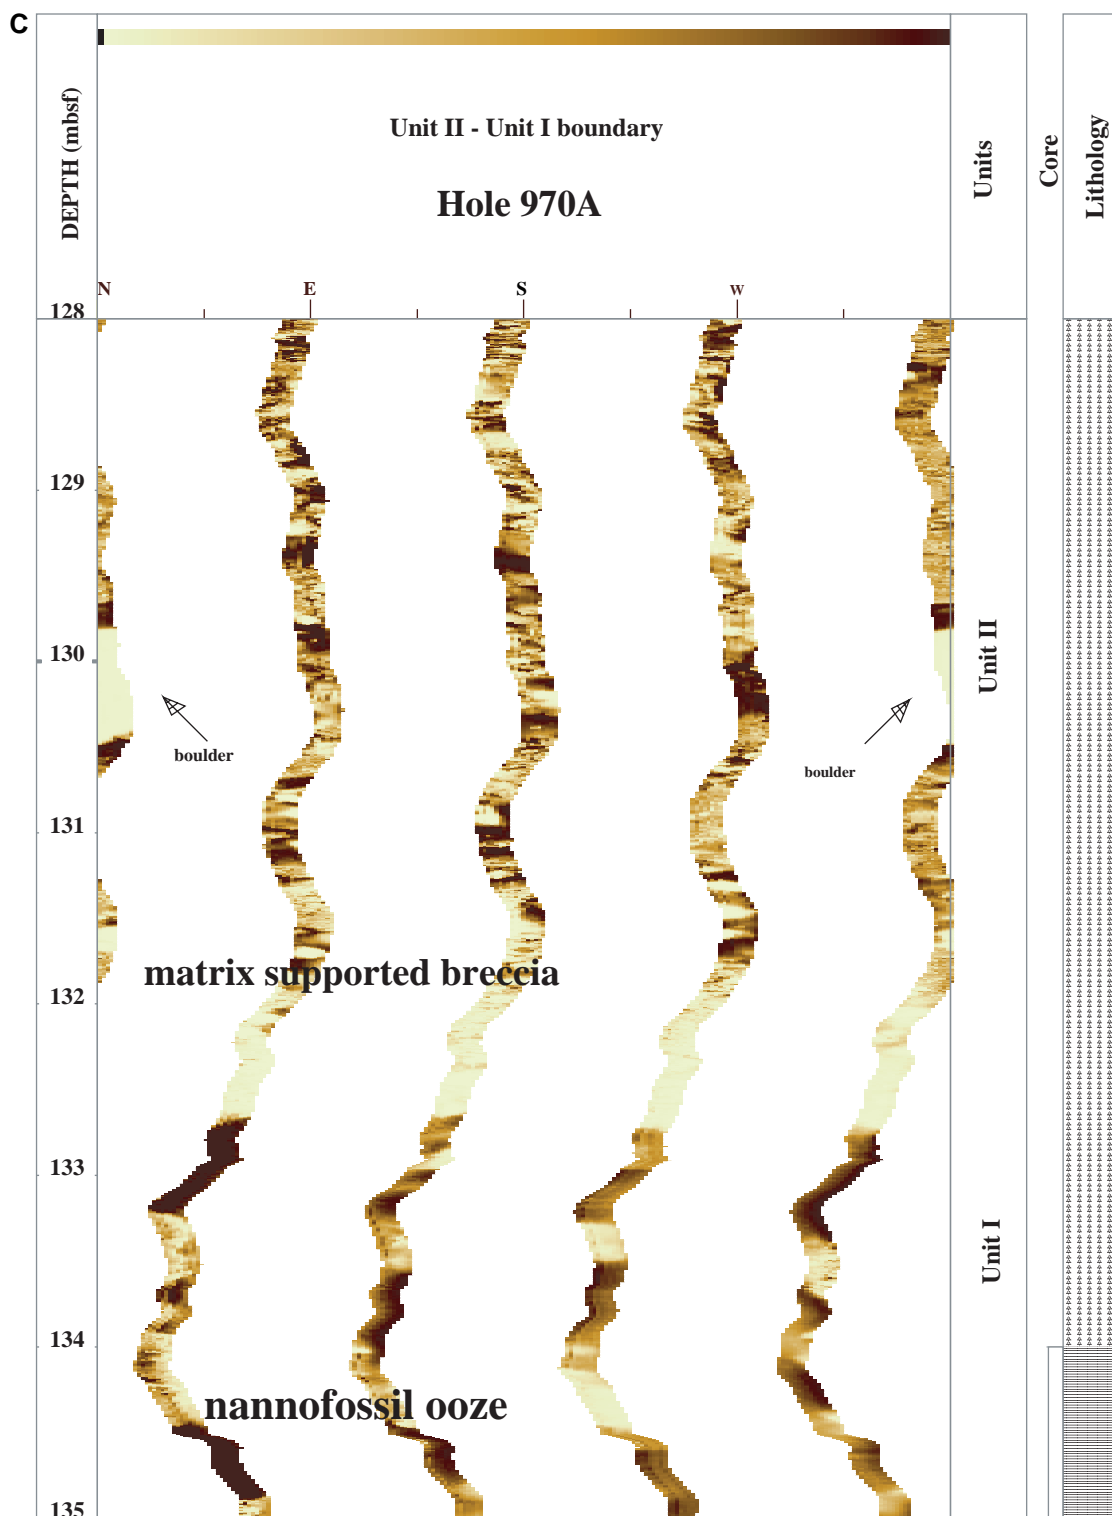 C
DEPTH (mbsf)
Unit II - Unit I boundary
Hole 970A
Units
Core
Lithology
N
E
S
W
128
129
130
131
132
133
134
135
boulder
boulder
Unit II
matrix supported breccia
Unit I
nannofossil ooze